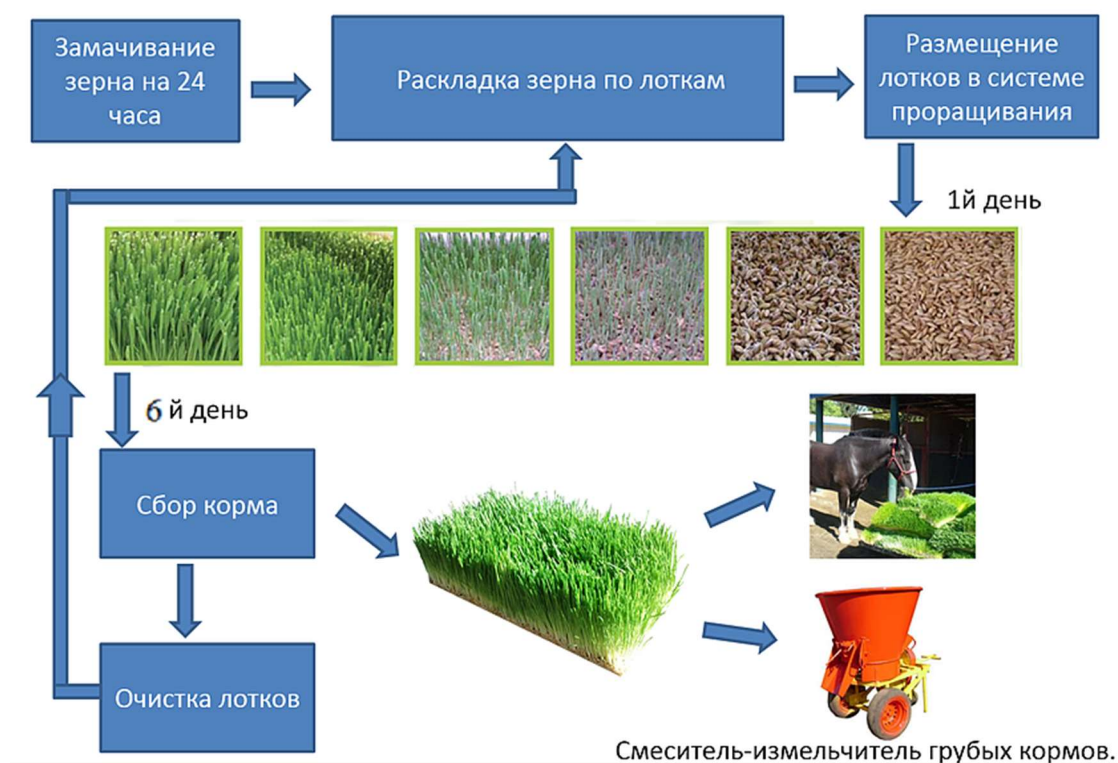 Замачивание
зерна на 24
часа
Раскладка зерна по лоткам
Размещение
лотков в системе
проращивания
1й день
6 й день
Сбор корма
Очистка лотков
Смеситель-измельчитель грубых кормов.